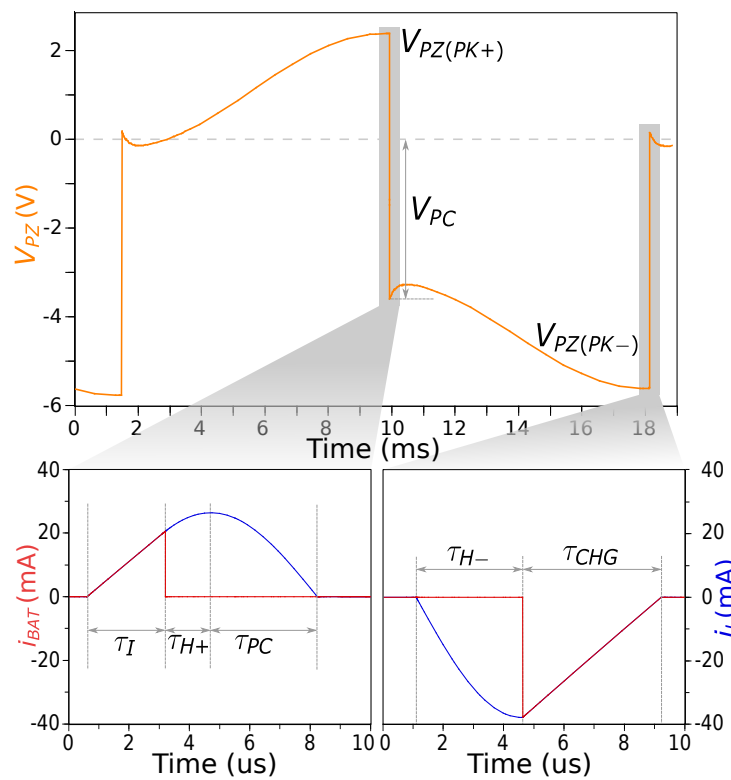 2
0
-2
-4
-6
V_PZ (V)
V_PZ(PK+)
V_PC
V_PZ(PK−)
0 2 4 6 8 10 12 14 16 18
Time (ms)
40
20
0
-20
-40
i_BAT (mA)
τ_I τ_H+ τ_PC
0 2 4 6 8 10
Time (us)
τ_H− τ_CHG
40
20
0
-20
-40
(mA)
0 2 4 6 8 10
Time (us)